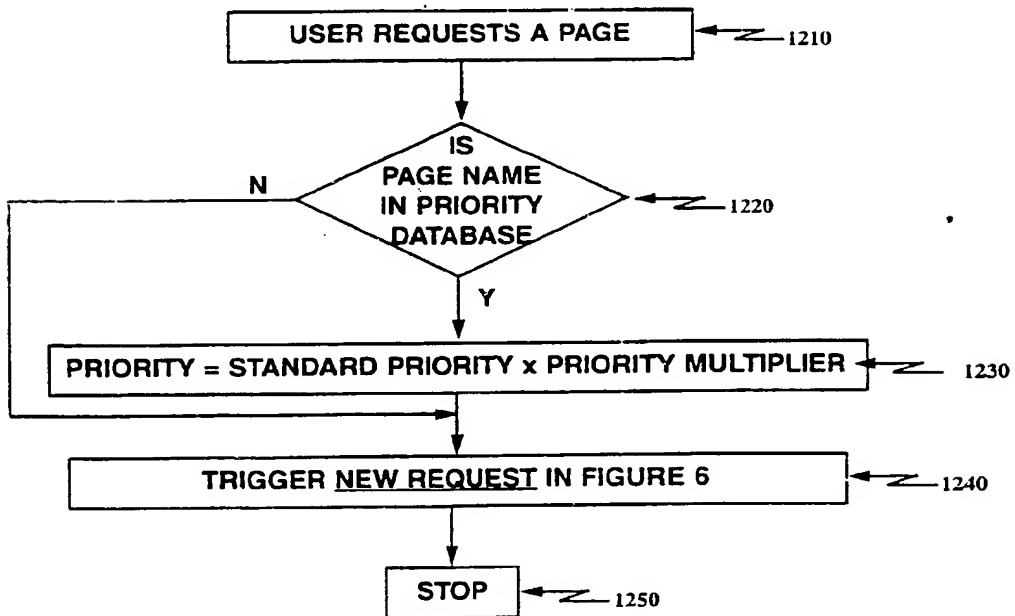 USER REQUESTS A PAGE
1210
IS
PAGE NAME
IN PRIORITY
DATABASE
N
1220
Y
PRIORITY = STANDARD PRIORITY x PRIORITY MULTIPLIER
1230
TRIGGER NEW REQUEST IN FIGURE 6
1240
STOP
1250